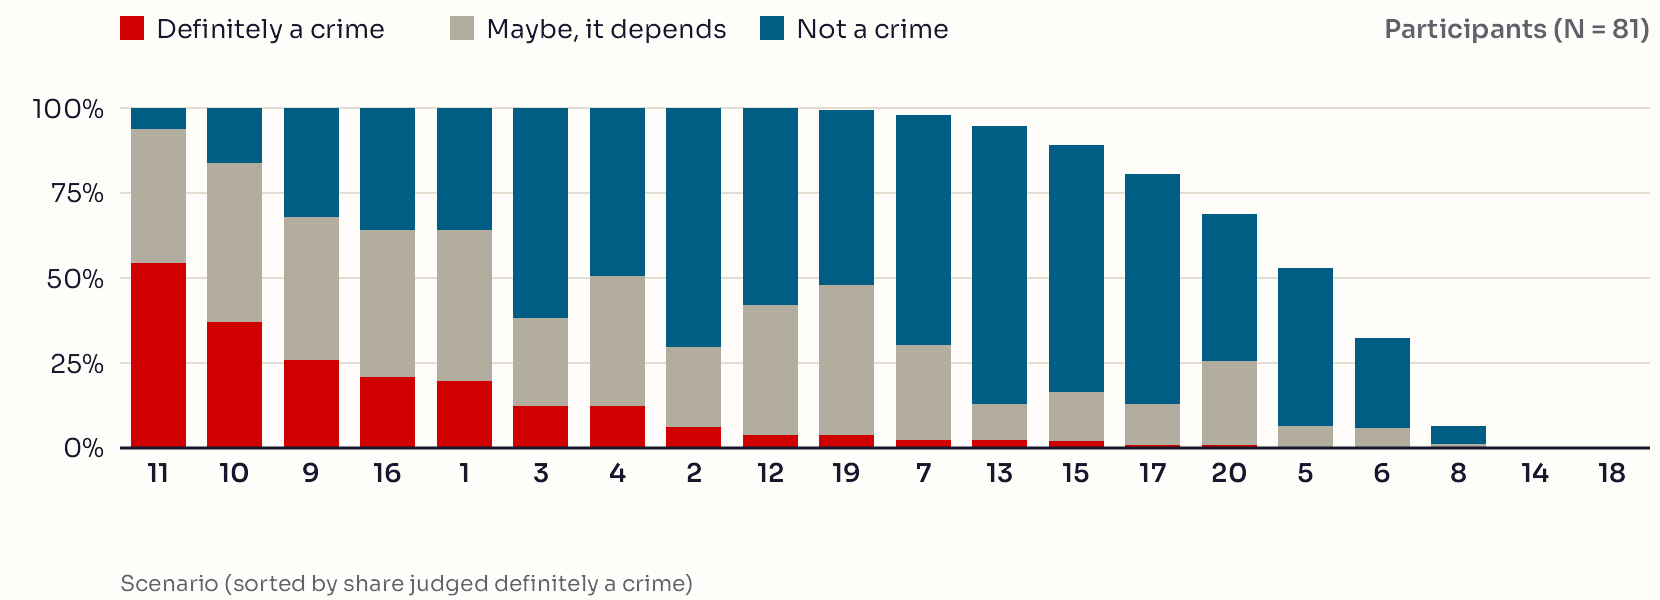 Definitely a crime Maybe, it depends Not a crime Participants (N = 81)
100%
75%
50%
25%
0%
11 10 9 16 1 3 4 2 12 19 7 13 15 17 20 5 6 8 14 18
Scenario (sorted by share judged definitely a crime)